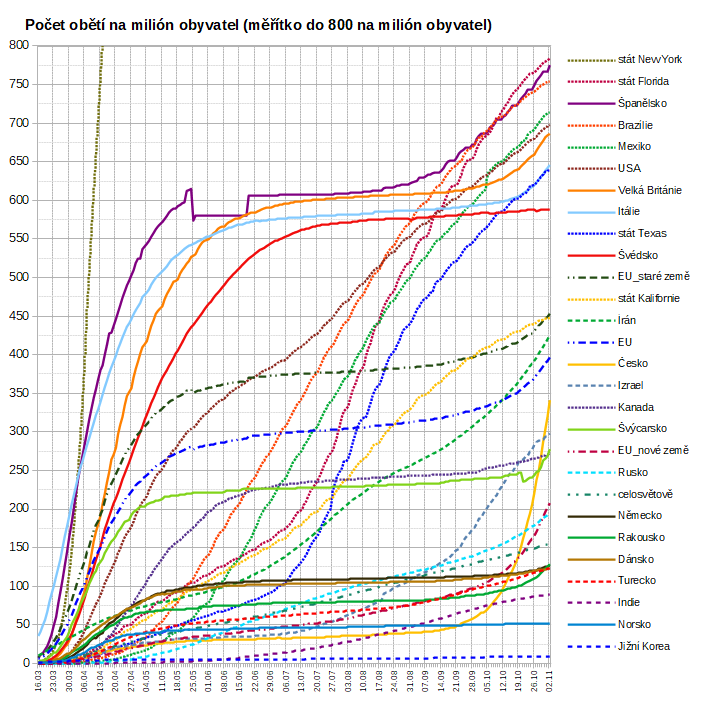 Počet obětí na milión obyvatel (měřítko do 800 na milión obyvatel)
800
750
700
650
600
550
500
450
400
350
300
250
200
150
100
50
0
16.03
23.03
30.03
06.04
13.04
20.04
27.04
04.05
11.05
18.05
25.05
01.06
08.06
15.06
22.06
29.06
06.07
13.07
20.07
27.07
03.08
10.08
17.08
24.08
31.08
07.09
14.09
21.09
28.09
05.10
12.10
19.10
26.10
02.11
stát NewYork
stát Florida
Španělsko
Brazílie
Mexiko
USA
Velká Británie
Itálie
stát Texas
Švédsko
EU_staré země
stát Kalifornie
Írán
EU
Česko
Izrael
Kanada
Švýcarsko
EU_nové země
Rusko
celosvětově
Německo
Rakousko
Dánsko
Turecko
Indie
Norsko
Jižní Korea